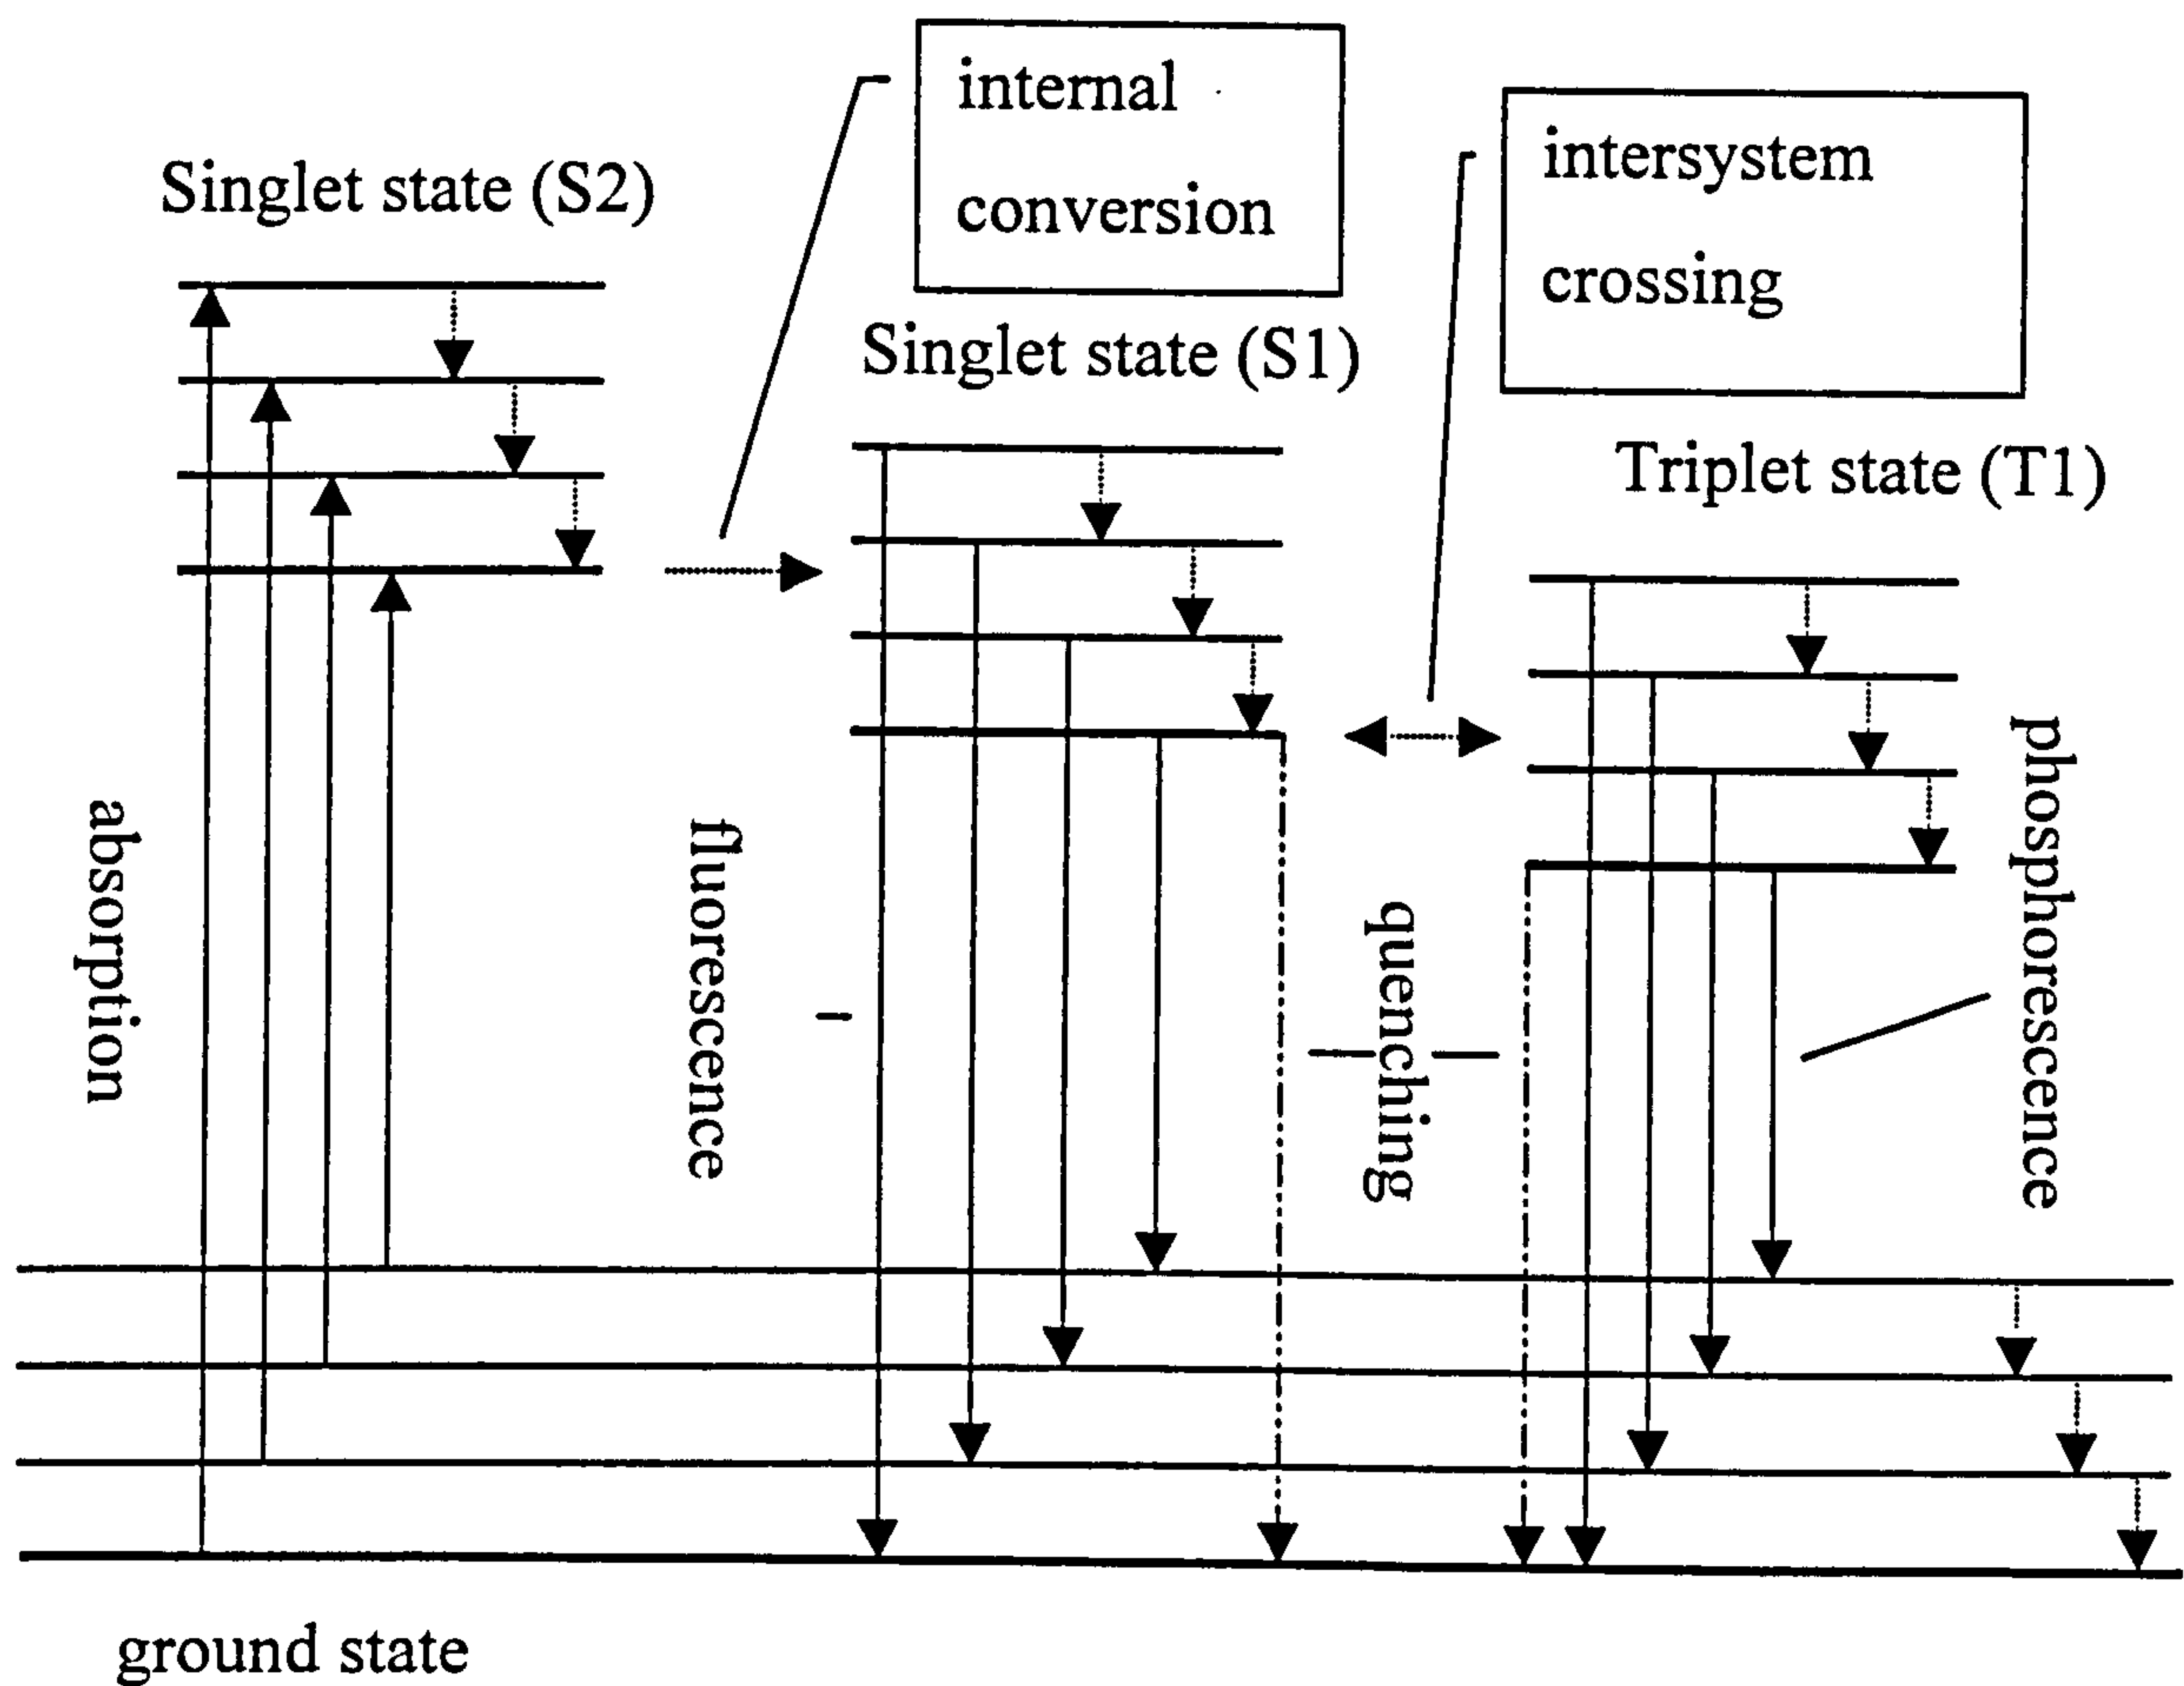 internal
conversion
intersystem
crossing
Singlet state (S2)
Singlet state (S1)
Triplet state (T1)
absorption
fluorescence
quenching
phosphorescence
ground state